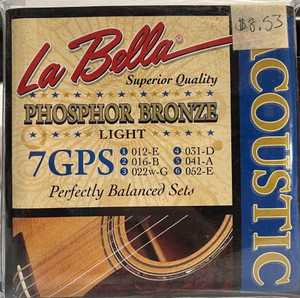 $8.53
La Bella
Superior Quality
PHOSPHOR BRONZE
LIGHT
7GPS
1 012-E 4 031-D
2 016-B 5 041-A
3 022w-G 6 052-E
Perfectly Balanced Sets
ACOUSTIC